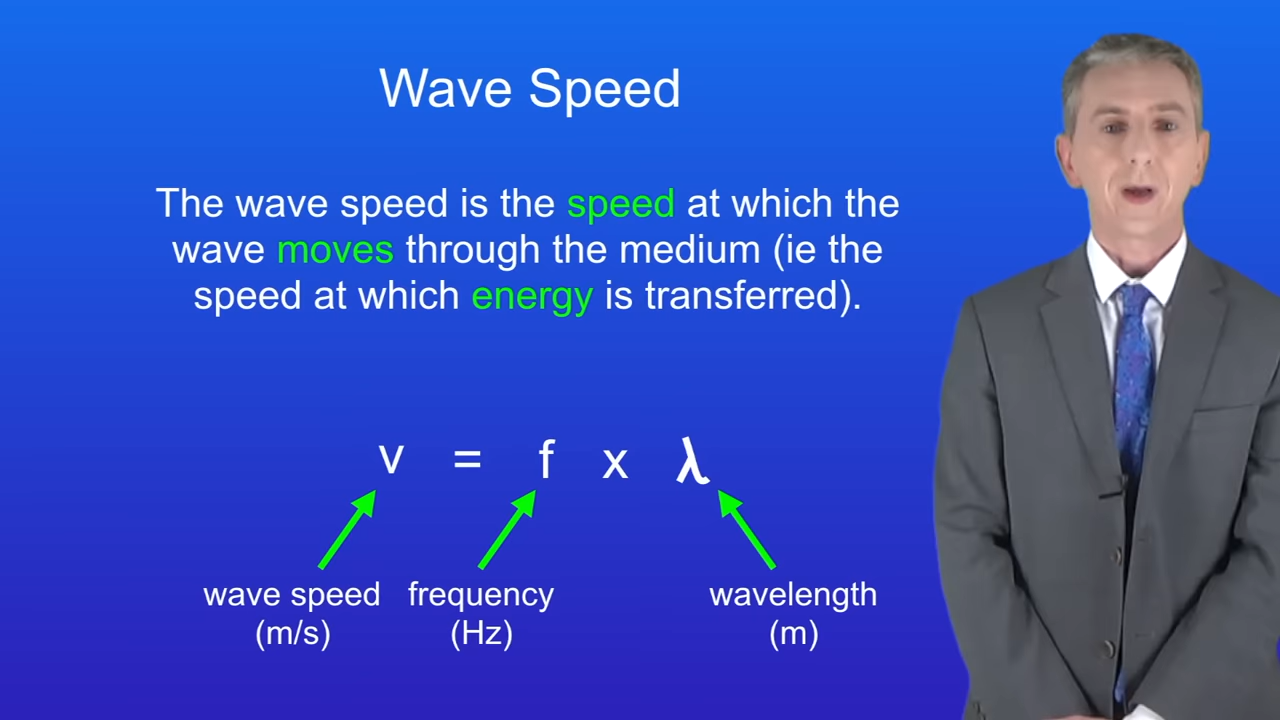 Wave Speed
The wave speed is the speed at which the
wave moves through the medium (ie the
speed at which energy is transferred).
v = f x λ
wave speed frequency wavelength
(m/s) (Hz) (m)